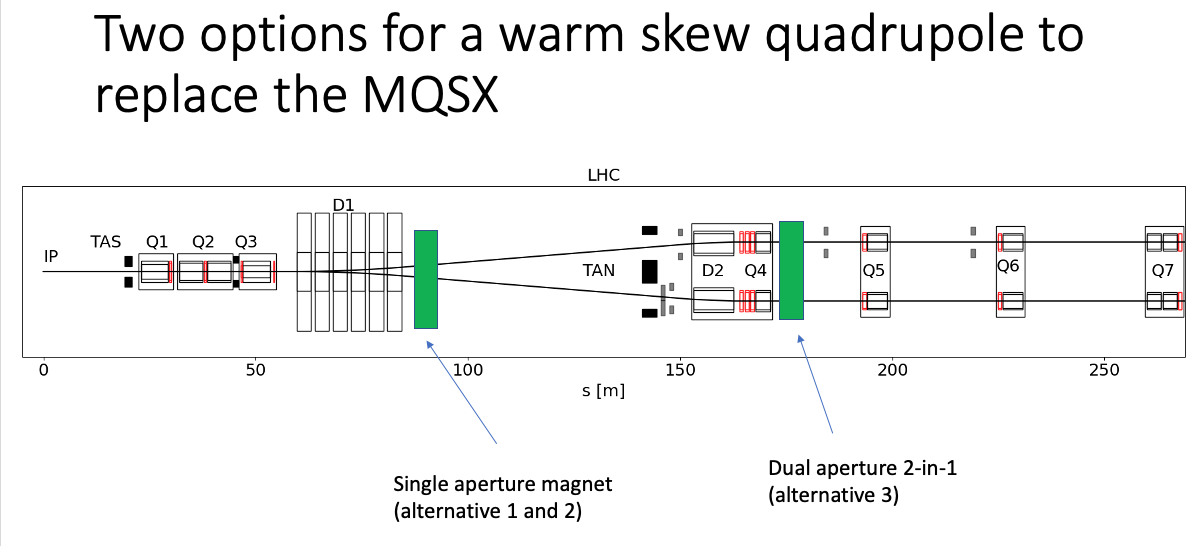 Two options for a warm skew quadrupole to
replace the MQSX
LHC
D1
IP
TAS
Q1
Q2
Q3
TAN
D2
Q4
Q5
Q6
Q7
0
50
100
150
200
250
s [m]
Single aperture magnet
(alternative 1 and 2)
Dual aperture 2-in-1
(alternative 3)